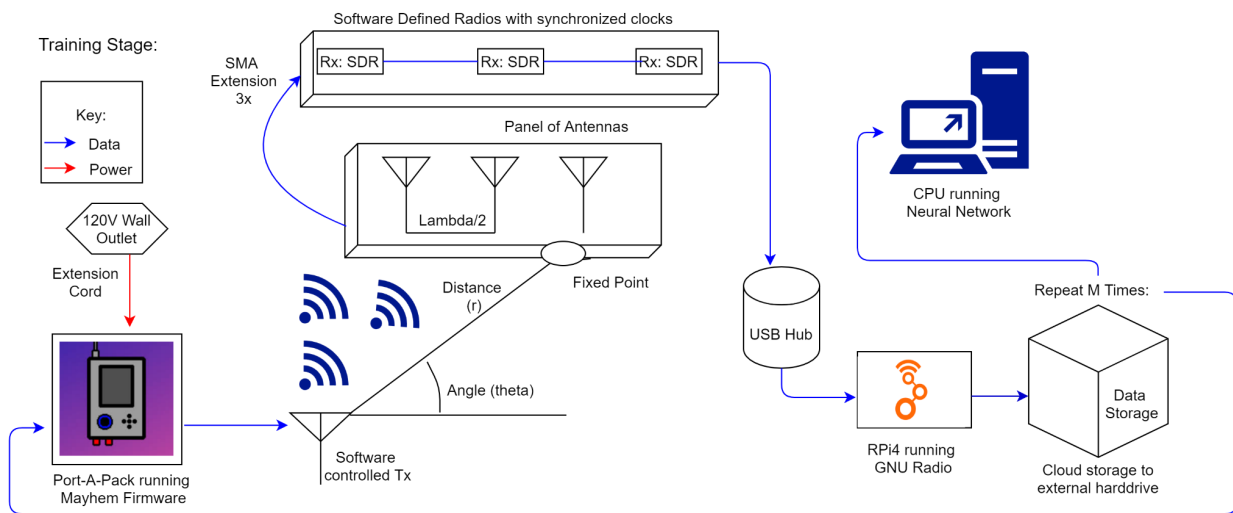 Training Stage:
Key:
Data
Power
120V Wall
Outlet
Extension
Cord
Port-A-Pack running
Mayhem Firmware
Software Defined Radios with synchronized clocks
Rx: SDR
Rx: SDR
Rx: SDR
SMA
Extension
3x
Panel of Antennas
Lambda/2
Fixed Point
Distance
(r)
Angle (theta)
Software
controlled Tx
USB Hub
RPi4 running
GNU Radio
CPU running
Neural Network
Repeat M Times:
Data
Storage
Cloud storage to
external harddrive